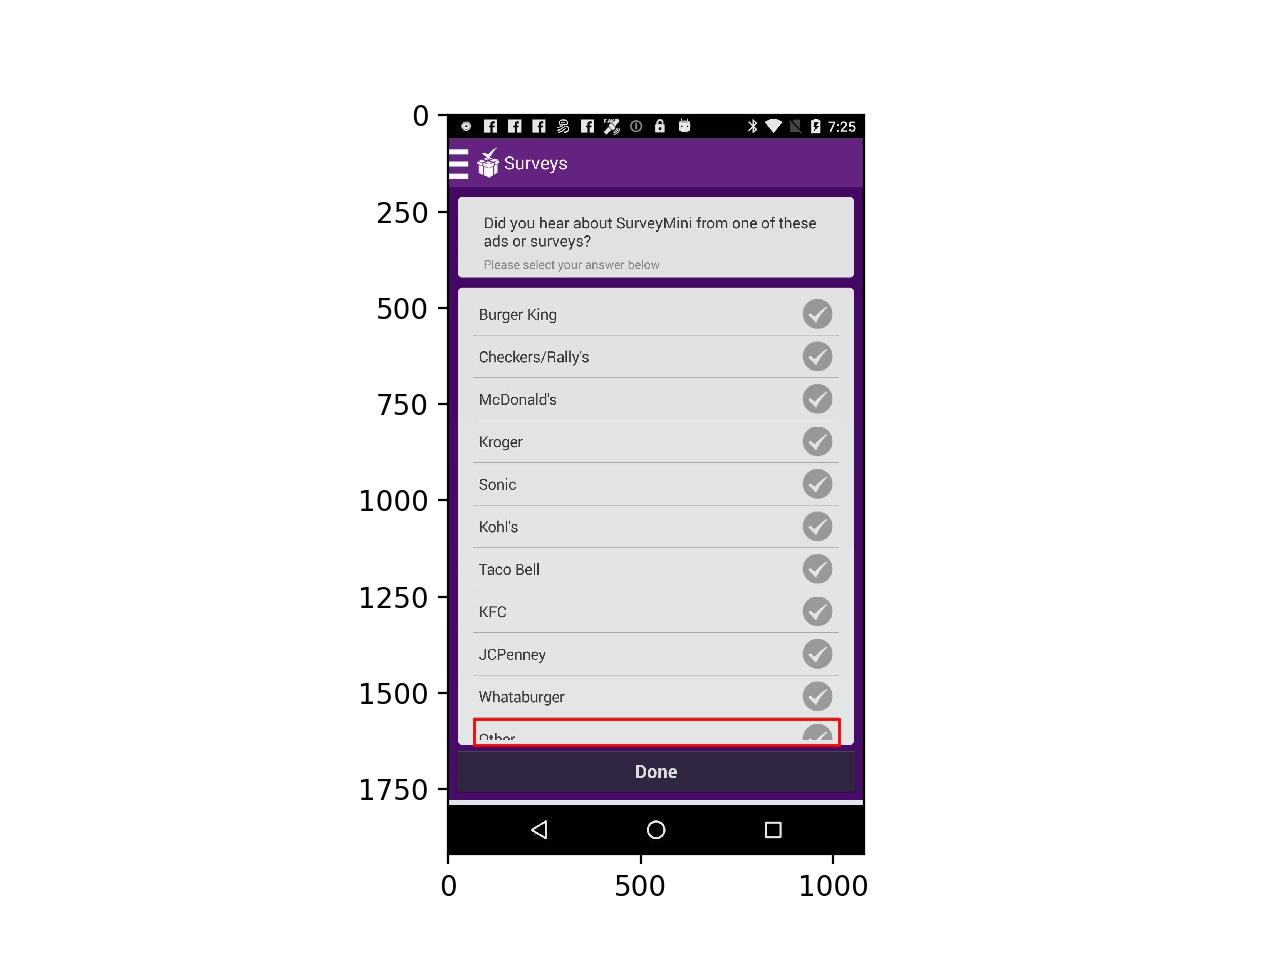 0
250
500
750
1000
1250
1500
1750
7:25
Surveys
Did you hear about SurveyMini from one of these
ads or surveys?
Please select your answer below
Burger King
Checkers/Rally's
McDonald's
Kroger
Sonic
Kohl's
Taco Bell
KFC
JCPenney
Whataburger
Other
Done
0
500
1000